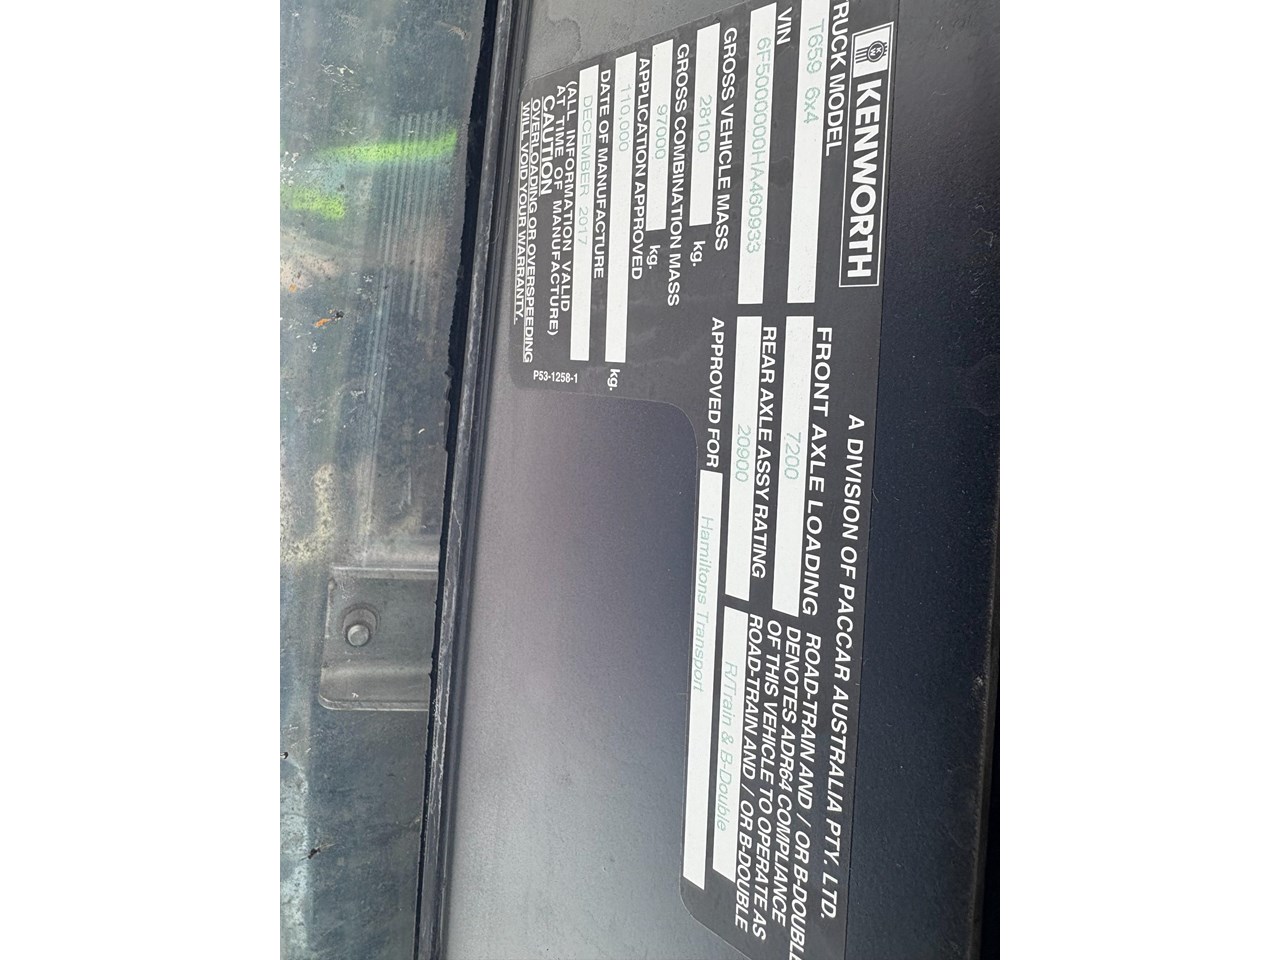 KENWORTH
A DIVISION OF PACCAR AUSTRALIA PTY. LTD.
RUCK MODEL
T659 6x4
VIN
6F5000000HA460933
GROSS VEHICLE MASS
28100 kg.
GROSS COMBINATION MASS
97000 kg.
APPLICATION APPROVED
110,000 kg.
DATE OF MANUFACTURE
DECEMBER 2017
(ALL INFORMATION VALID
AT TIME OF MANUFACTURE)
CAUTION
OVERLOADING OR OVERSPEEDING
WILL VOID YOUR WARRANTY.
P53-1258-1
FRONT AXLE LOADING
7200
REAR AXLE ASSY RATING
20900
APPROVED FOR
Hamiltons Transport
ROAD-TRAIN AND / OR B-DOUBL
DENOTES ADR64 COMPLIANCE
OF THIS VEHICLE TO OPERATE AS
ROAD-TRAIN AND / OR B-DOUBLE
R/Train & B-Double